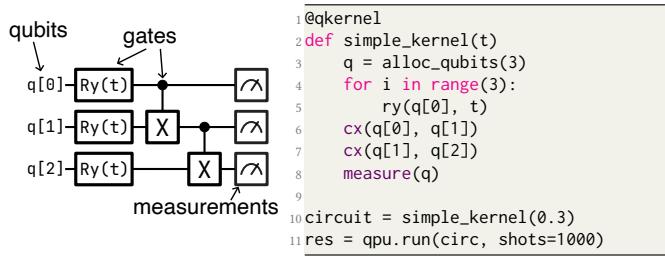 qubits
gates
q[0]
Ry(t)
q[1]
Ry(t)
X
q[2]
Ry(t)
X
measurements
1 @qkernel
2 def simple_kernel(t)
3     q = alloc_qubits(3)
4     for i in range(3):
5         ry(q[0], t)
6     cx(q[0], q[1])
7     cx(q[1], q[2])
8     measure(q)
9
10 circuit = simple_kernel(0.3)
11 res = qpu.run(circ, shots=1000)